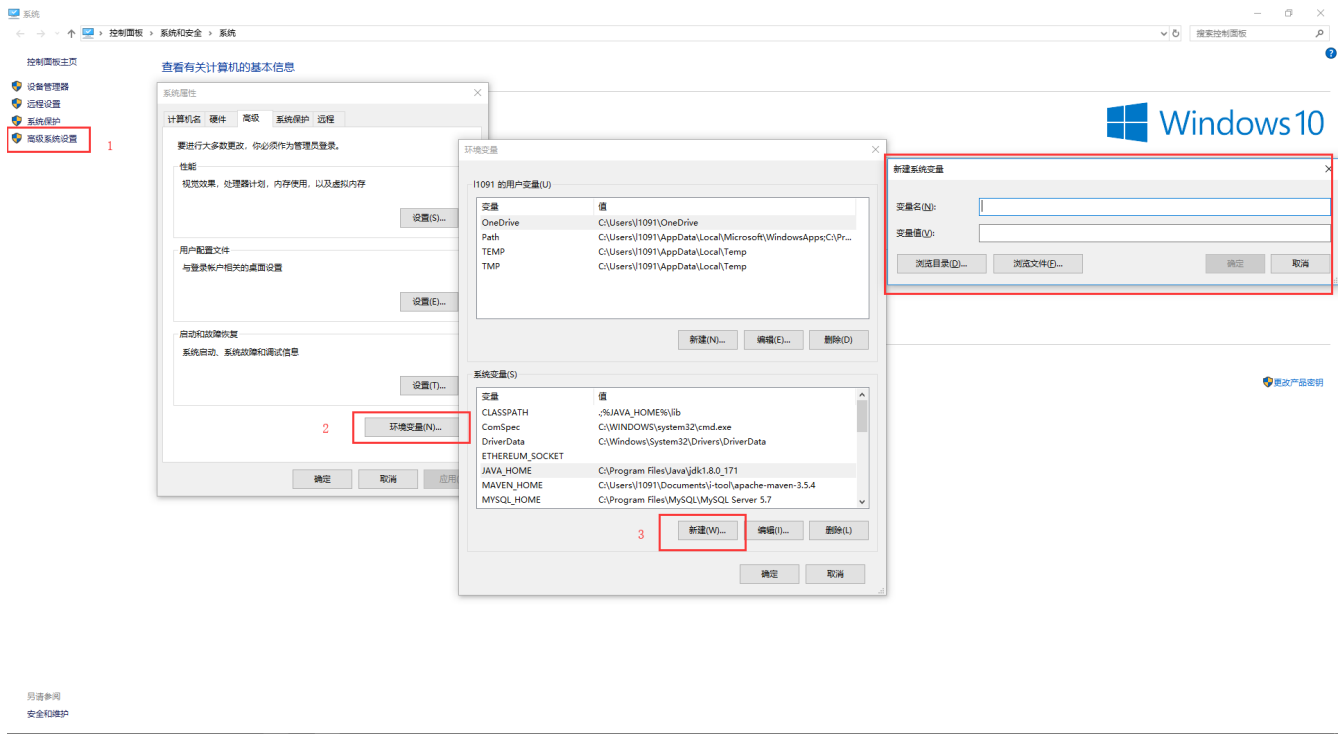 系统
控制面板 › 系统和安全 › 系统
搜索控制面板
控制面板主页
设备管理器
远程设置
系统保护
高级系统设置
1
查看有关计算机的基本信息
Windows 10
系统属性
计算机名 硬件 高级 系统保护 远程
要进行大多数更改，你必须作为管理员登录。
性能
视觉效果，处理器计划，内存使用，以及虚拟内存
设置(S)...
用户配置文件
与登录帐户相关的桌面设置
设置(E)...
启动和故障恢复
系统启动、系统故障和调试信息
设置(T)...
2
环境变量(N)...
确定 取消
环境变量
l1091 的用户变量(U)
变量 值
OneDrive C:\Users\l1091\OneDrive
Path C:\Users\l1091\AppData\Local\Microsoft\WindowsApps;C:\Pr...
TEMP C:\Users\l1091\AppData\Local\Temp
TMP C:\Users\l1091\AppData\Local\Temp
新建(N)... 编辑(E)... 删除(D)
系统变量(S)
变量 值
CLASSPATH .;%JAVA_HOME%\lib
ComSpec C:\WINDOWS\system32\cmd.exe
DriverData C:\Windows\System32\Drivers\DriverData
ETHEREUM_SOCKET
JAVA_HOME C:\Program Files\Java\jdk1.8.0_171
MAVEN_HOME C:\Users\l1091\Documents\i-tool\apache-maven-3.5.4
MYSQL_HOME C:\Program Files\MySQL\MySQL Server 5.7
3
新建(W)... 编辑(I)... 删除(L)
确定 取消
新建系统变量
变量名(N):
变量值(V):
浏览目录(D)... 浏览文件(F)... 确定 取消
更改产品密钥
另请参阅
安全和维护